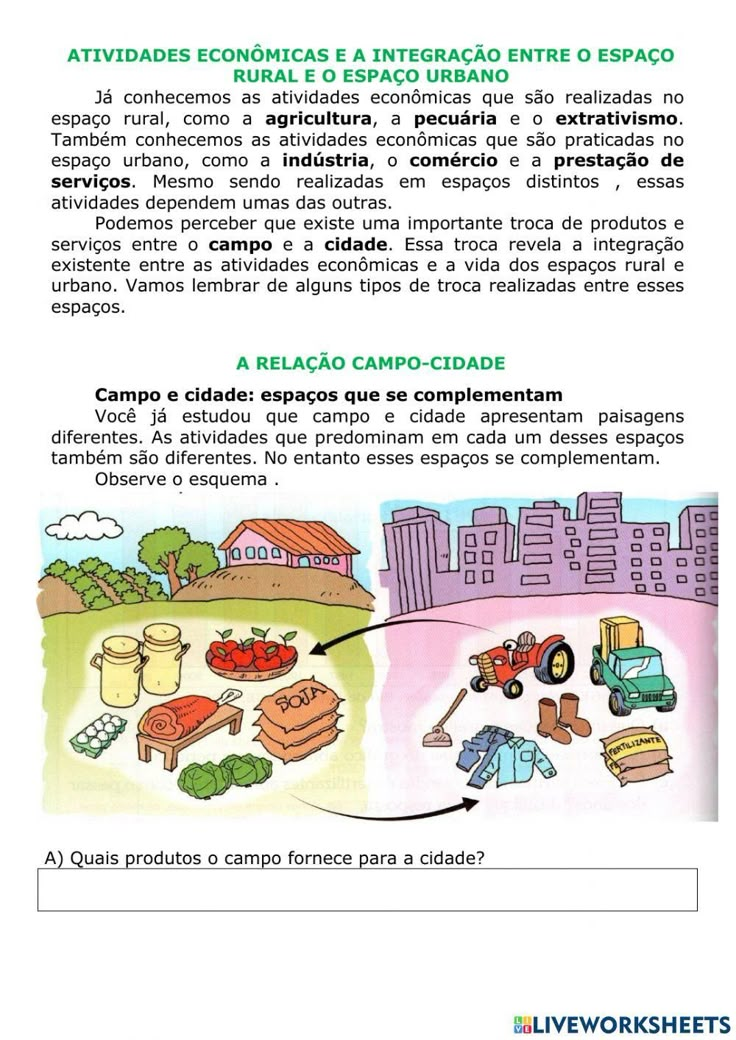 ATIVIDADES ECONÔMICAS E A INTEGRAÇÃO ENTRE O ESPAÇO
RURAL E O ESPAÇO URBANO
Já conhecemos as atividades econômicas que são realizadas no
espaço rural, como a agricultura, a pecuária e o extrativismo.
Também conhecemos as atividades econômicas que são praticadas no
espaço urbano, como a indústria, o comércio e a prestação de
serviços. Mesmo sendo realizadas em espaços distintos , essas
atividades dependem umas das outras.
Podemos perceber que existe uma importante troca de produtos e
serviços entre o campo e a cidade. Essa troca revela a integração
existente entre as atividades econômicas e a vida dos espaços rural e
urbano. Vamos lembrar de alguns tipos de troca realizadas entre esses
espaços.
A RELAÇÃO CAMPO-CIDADE
Campo e cidade: espaços que se complementam
Você já estudou que campo e cidade apresentam paisagens
diferentes. As atividades que predominam em cada um desses espaços
também são diferentes. No entanto esses espaços se complementam.
Observe o esquema .
SOJA
FERTILIZANTE
A) Quais produtos o campo fornece para a cidade?
LIVE LIVEWORKSHEETS